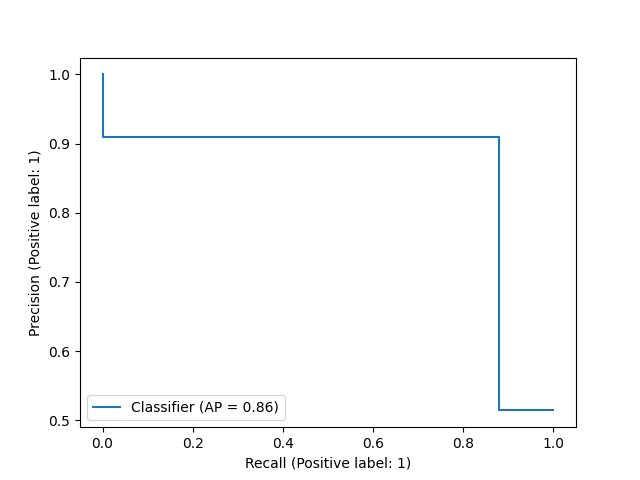 1.0
0.9
0.8
0.7
0.6
0.5
Precision (Positive label: 1)
Classifier (AP = 0.86)
0.0 0.2 0.4 0.6 0.8 1.0
Recall (Positive label: 1)